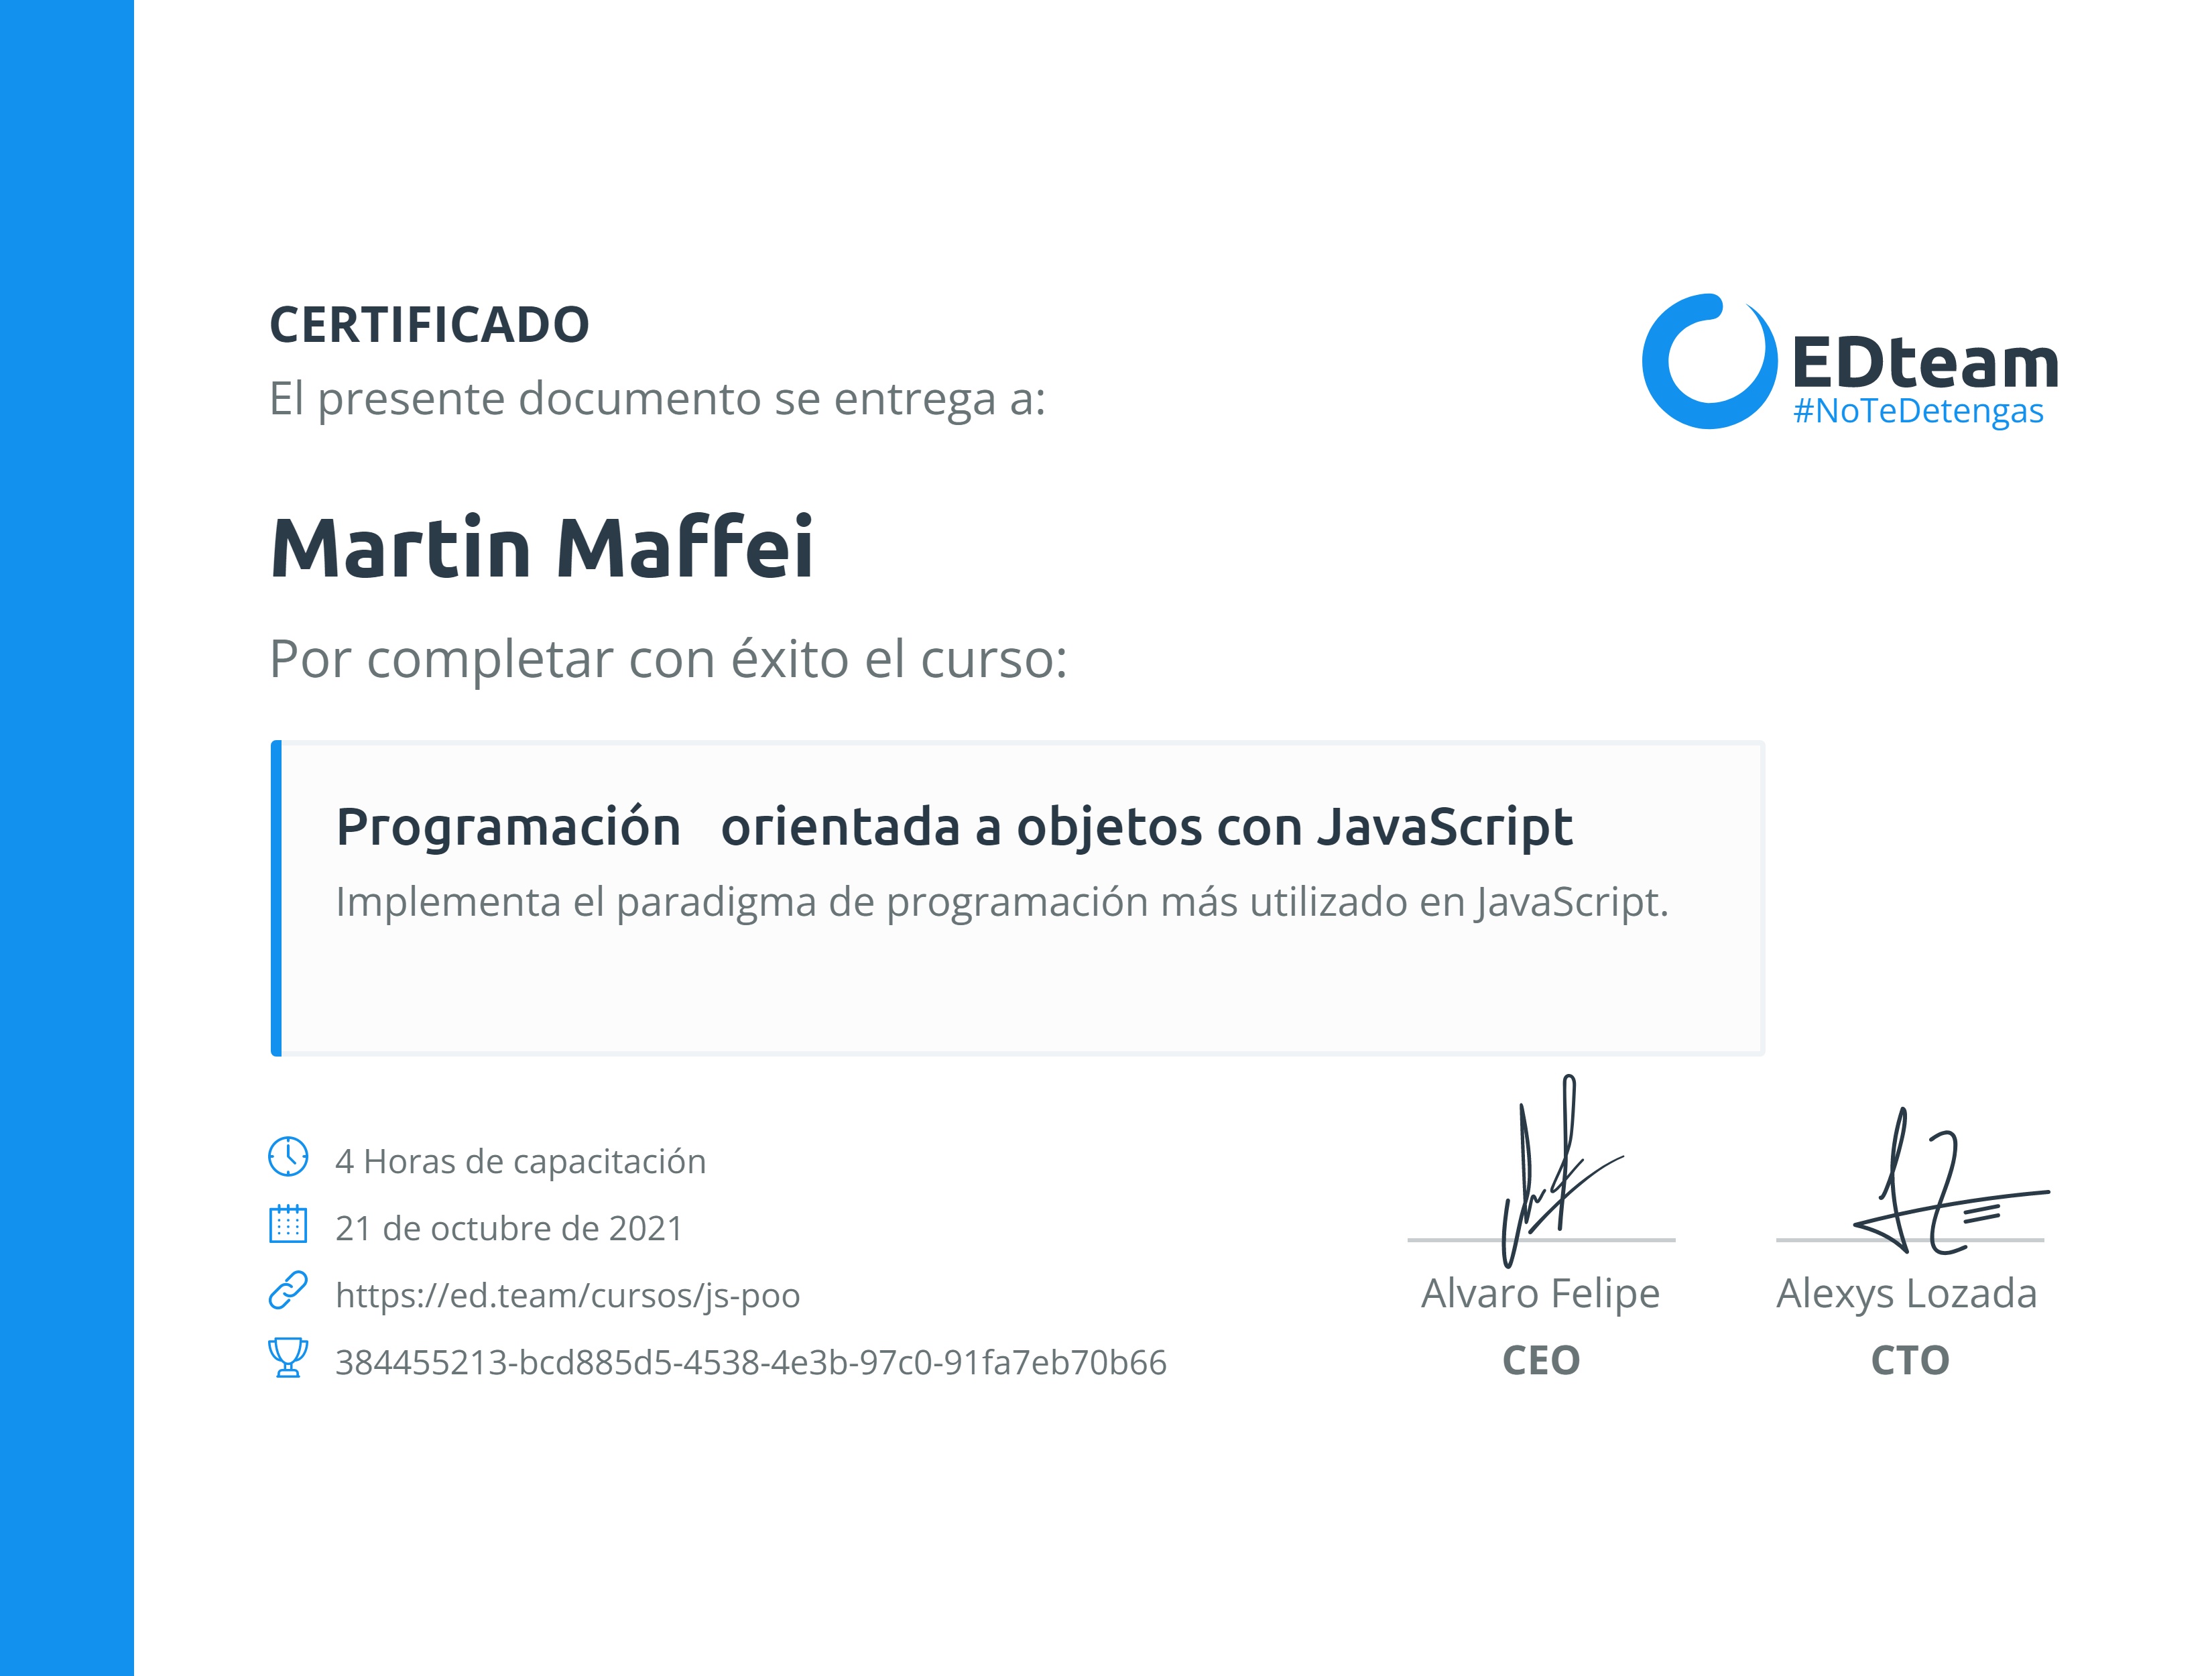 CERTIFICADO
El presente documento se entrega a:
EDteam
#NoTeDetengas
Martin Maffei
Por completar con éxito el curso:
Programación orientada a objetos con JavaScript
Implementa el paradigma de programación más utilizado en JavaScript.
4 Horas de capacitación
21 de octubre de 2021
https://ed.team/cursos/js-poo
384455213-bcd885d5-4538-4e3b-97c0-91fa7eb70b66
Alvaro Felipe
CEO
Alexys Lozada
CTO